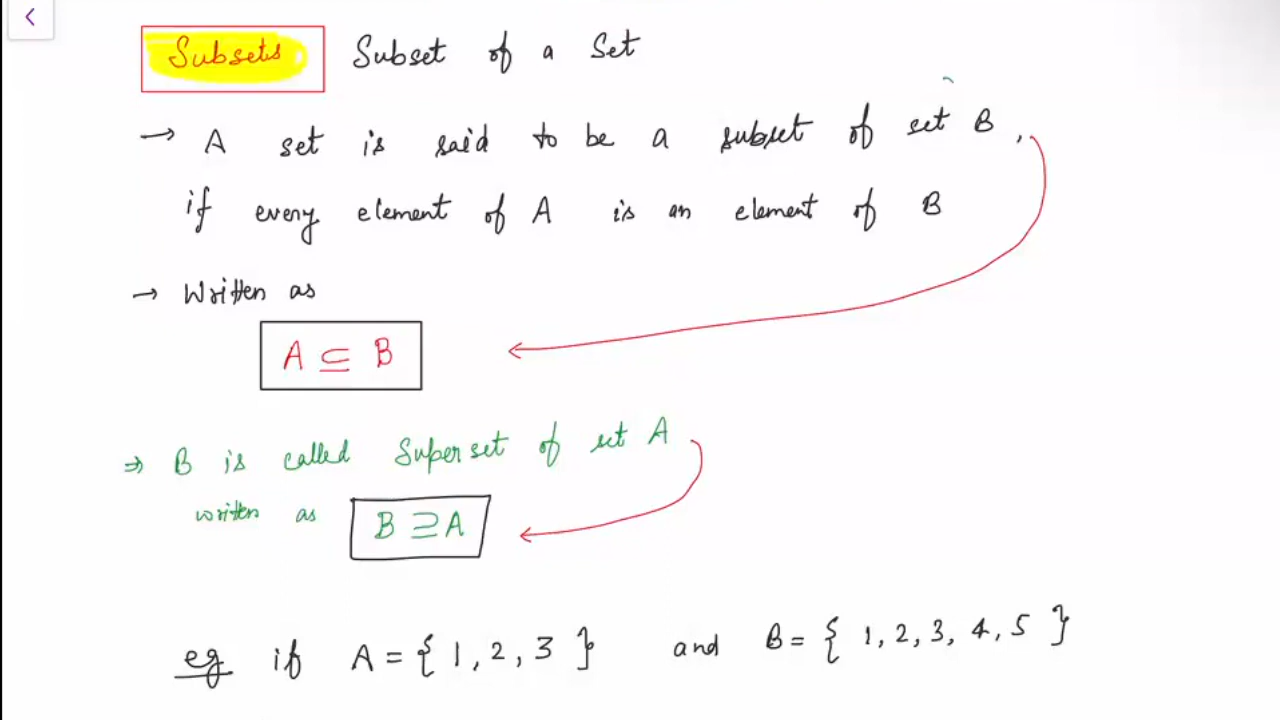 Subsets Subset of a Set
→ A set is said to be a subset of set B,
if every element of A is an element of B
→ Written as
A ⊆ B
⇒ B is called Super set of set A
written as B ⊇ A
eg if A = { 1, 2, 3 } and B = { 1, 2, 3, 4, 5 }